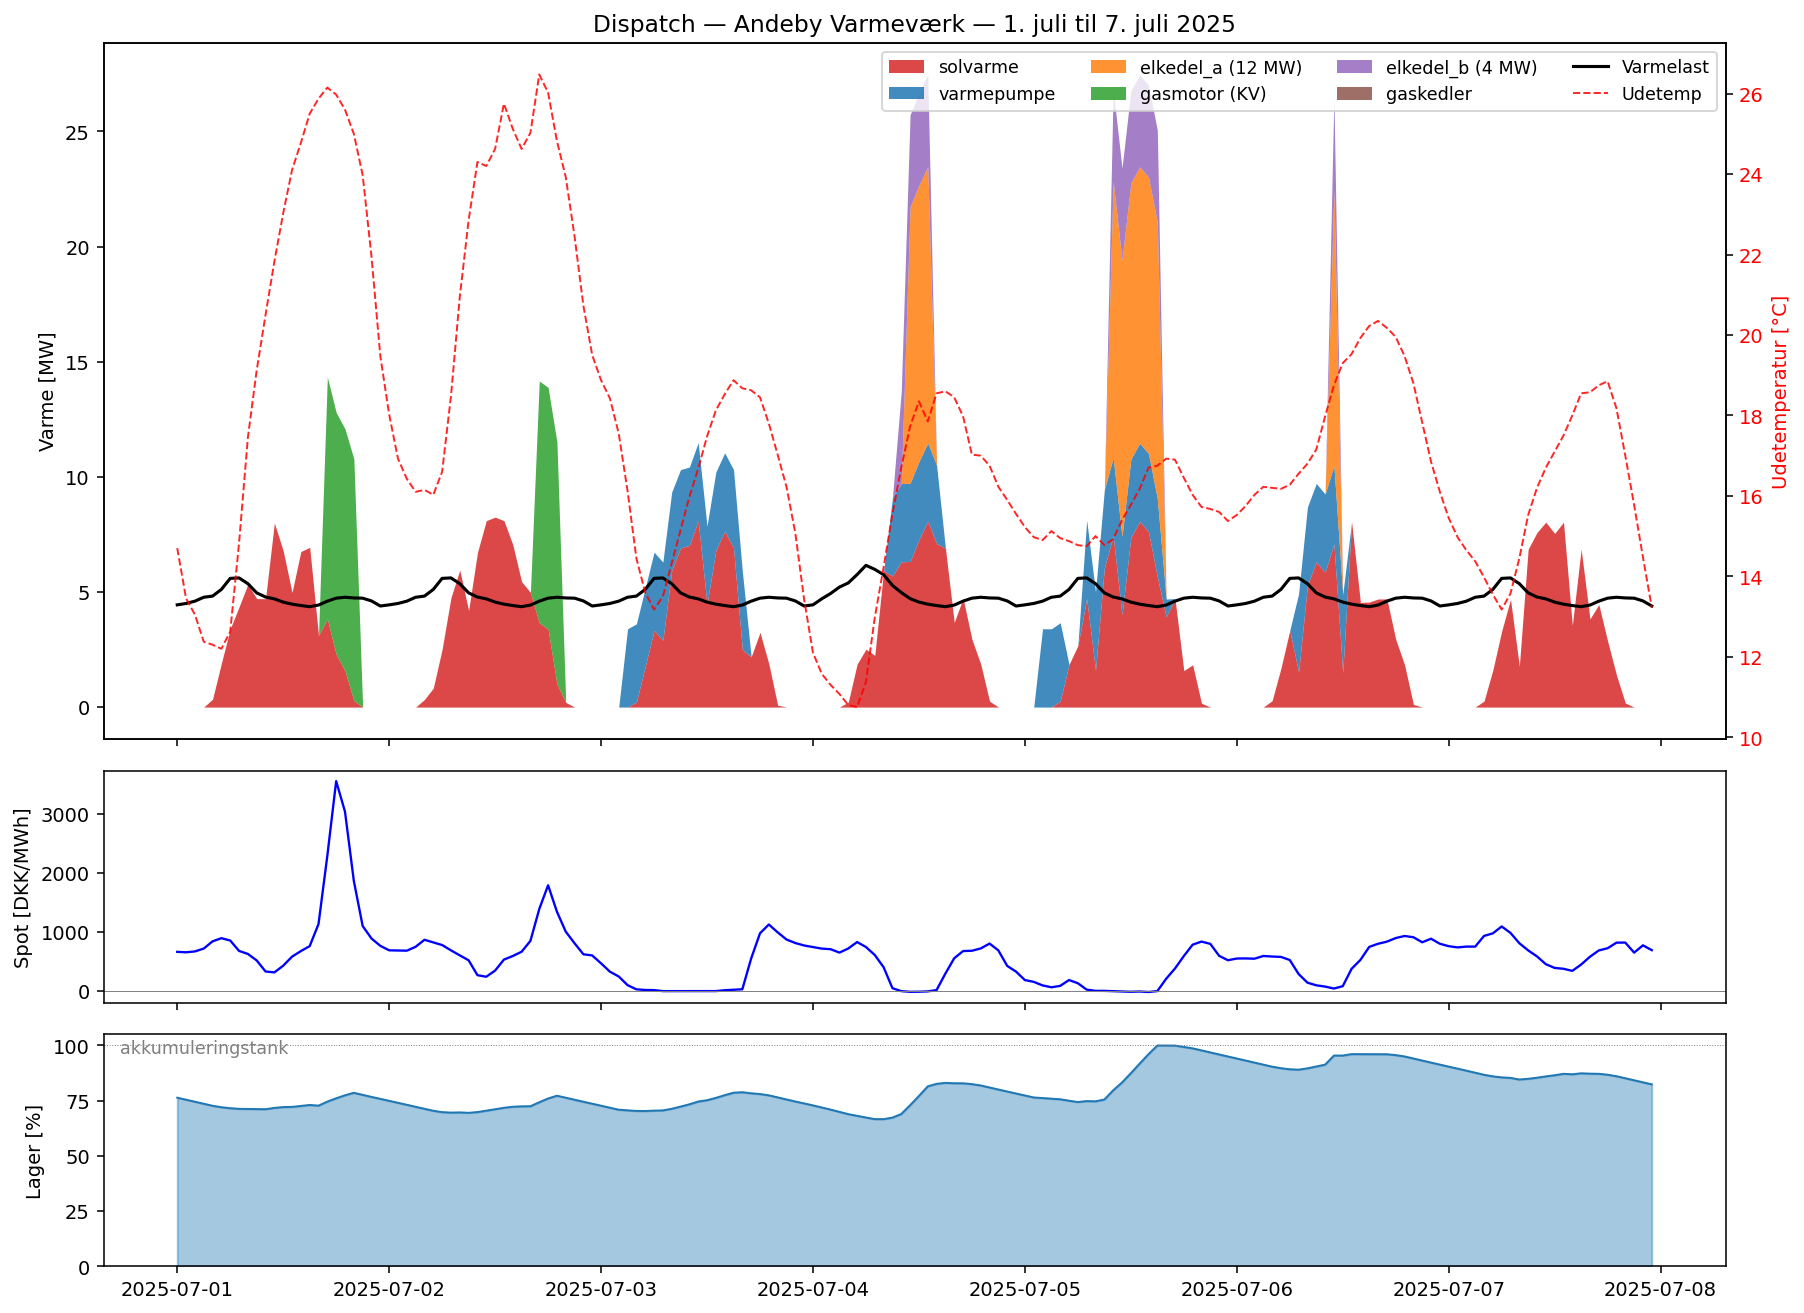 Dispatch — Andeby Varmeværk — 1. juli til 7. juli 2025
solvarme
varmepumpe
elkedel_a (12 MW)
gasmotor (KV)
elkedel_b (4 MW)
gaskedler
Varmelast
Udetemp
Varme [MW]
25
20
15
10
5
0
Udetemperatur [°C]
26
24
22
20
18
16
14
12
10
Spot [DKK/MWh]
3000
2000
1000
0
Lager [%]
akkumuleringstank
100
75
50
25
0
2025-07-01
2025-07-02
2025-07-03
2025-07-04
2025-07-05
2025-07-06
2025-07-07
2025-07-08